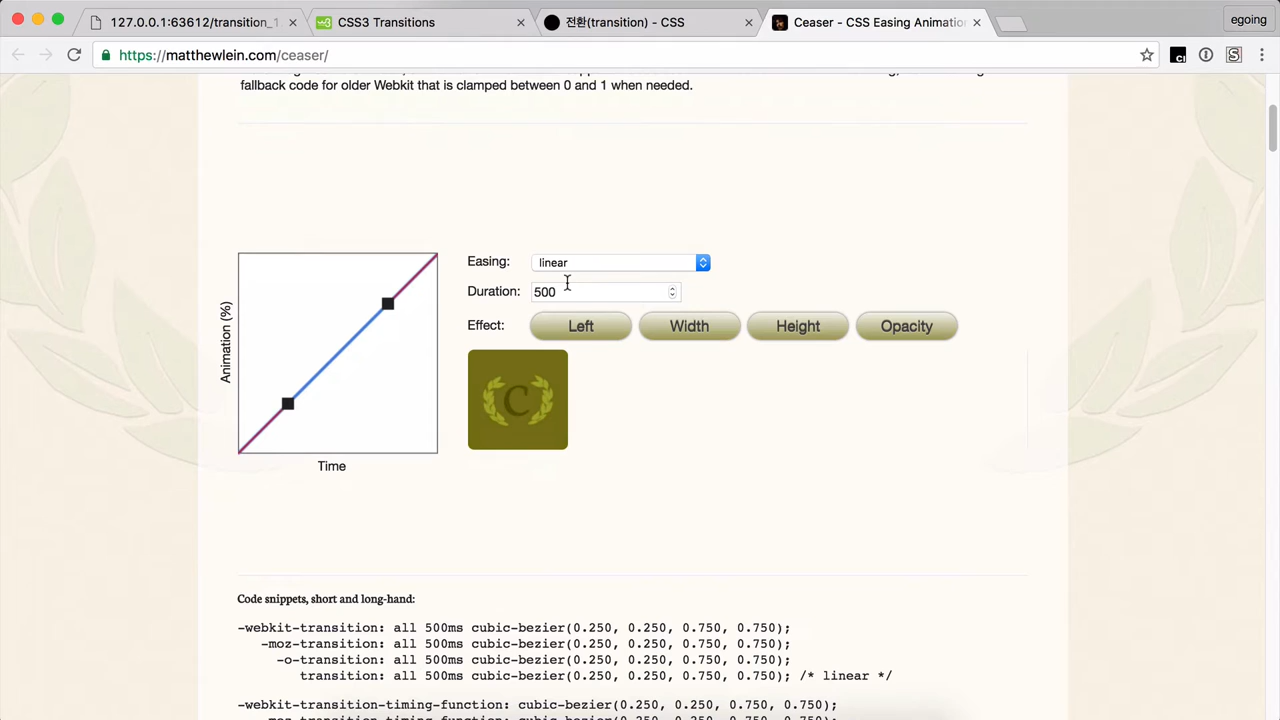 127.0.0.1:63612/transition_1
CSS3 Transitions
전환(transition) - CSS
Ceaser - CSS Easing Animation
egoing
https://matthewlein.com/ceaser/
fallback code for older Webkit that is clamped between 0 and 1 when needed.
Easing: linear
Duration: 500
Effect: Left Width Height Opacity
C
Animation (%)
Time
Code snippets, short and long-hand:
-webkit-transition: all 500ms cubic-bezier(0.250, 0.250, 0.750, 0.750);
-moz-transition: all 500ms cubic-bezier(0.250, 0.250, 0.750, 0.750);
-o-transition: all 500ms cubic-bezier(0.250, 0.250, 0.750, 0.750);
transition: all 500ms cubic-bezier(0.250, 0.250, 0.750, 0.750); /* linear */
-webkit-transition-timing-function: cubic-bezier(0.250, 0.250, 0.750, 0.750);